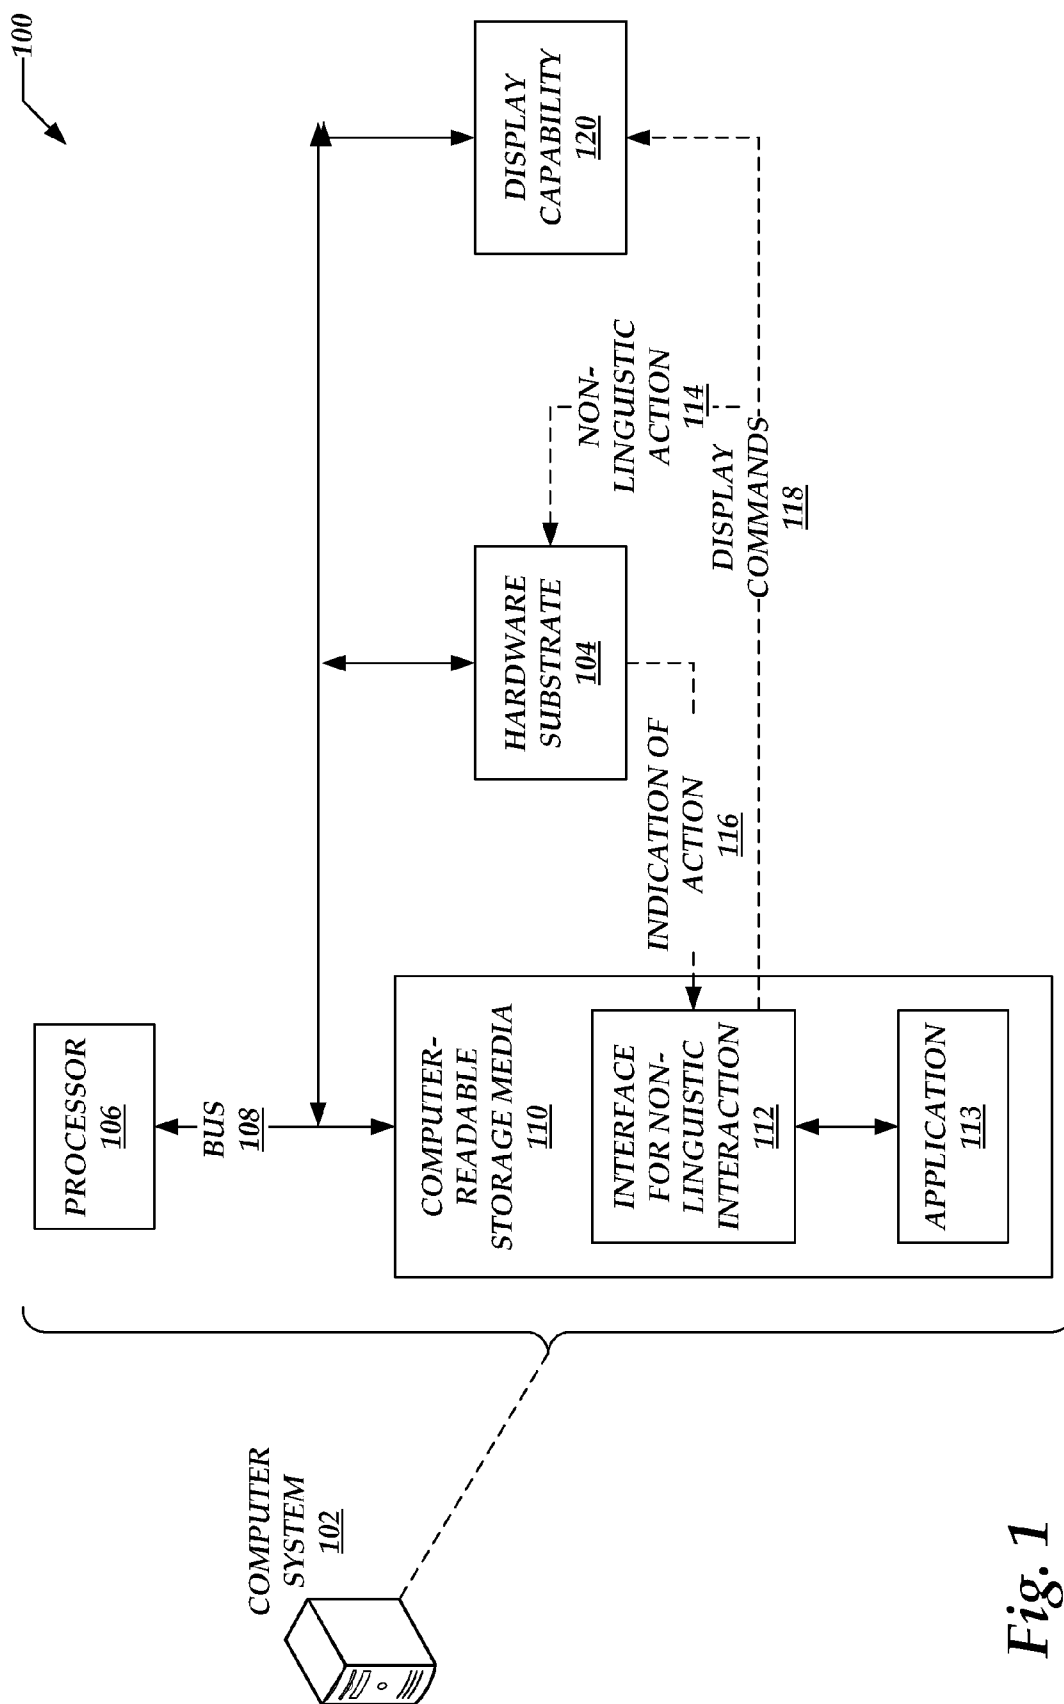 100
COMPUTER
SYSTEM
102
PROCESSOR
106
BUS
108
COMPUTER-
READABLE
STORAGE MEDIA
110
INTERFACE
FOR NON-
LINGUISTIC
INTERACTION
112
APPLICATION
113
HARDWARE
SUBSTRATE
104
INDICATION OF
ACTION
116
NON-
LINGUISTIC
ACTION
114
DISPLAY
COMMANDS
118
DISPLAY
CAPABILITY
120
Fig. 1